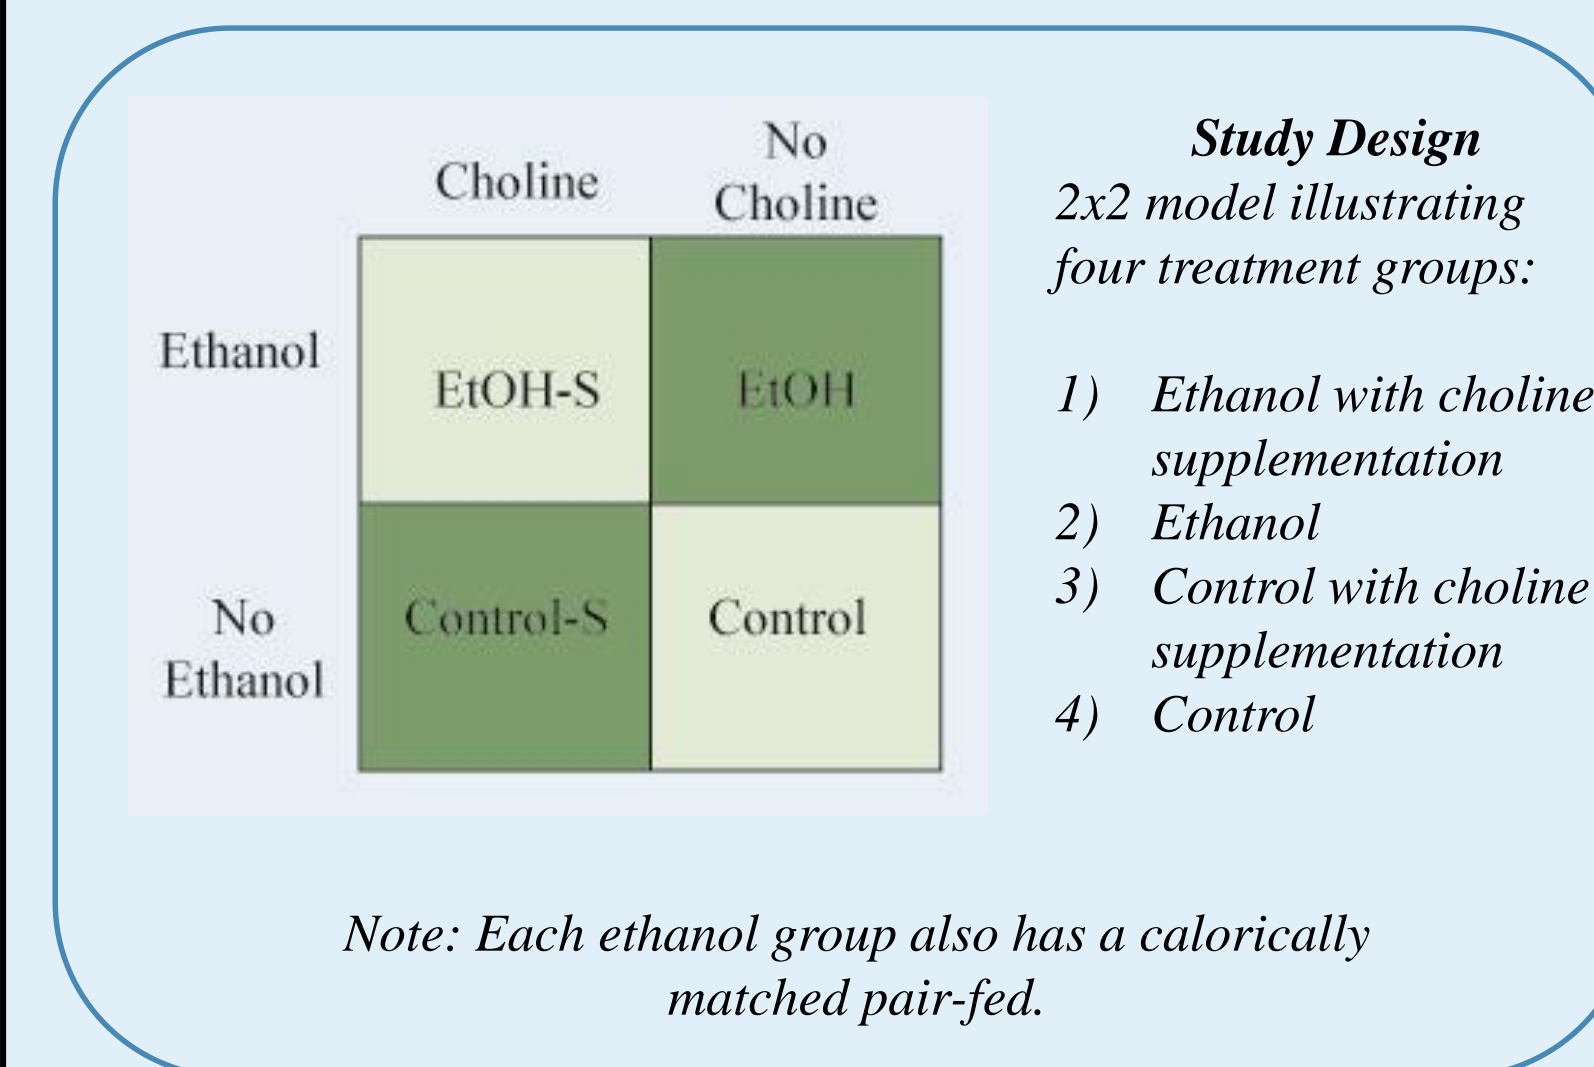 Choline
No
Choline
Ethanol
EtOH-S
EtOH
No
Ethanol
Control-S
Control
Study Design
2x2 model illustrating
four treatment groups:
1) Ethanol with choline
supplementation
2) Ethanol
3) Control with choline
supplementation
4) Control
Note: Each ethanol group also has a calorically
matched pair-fed.